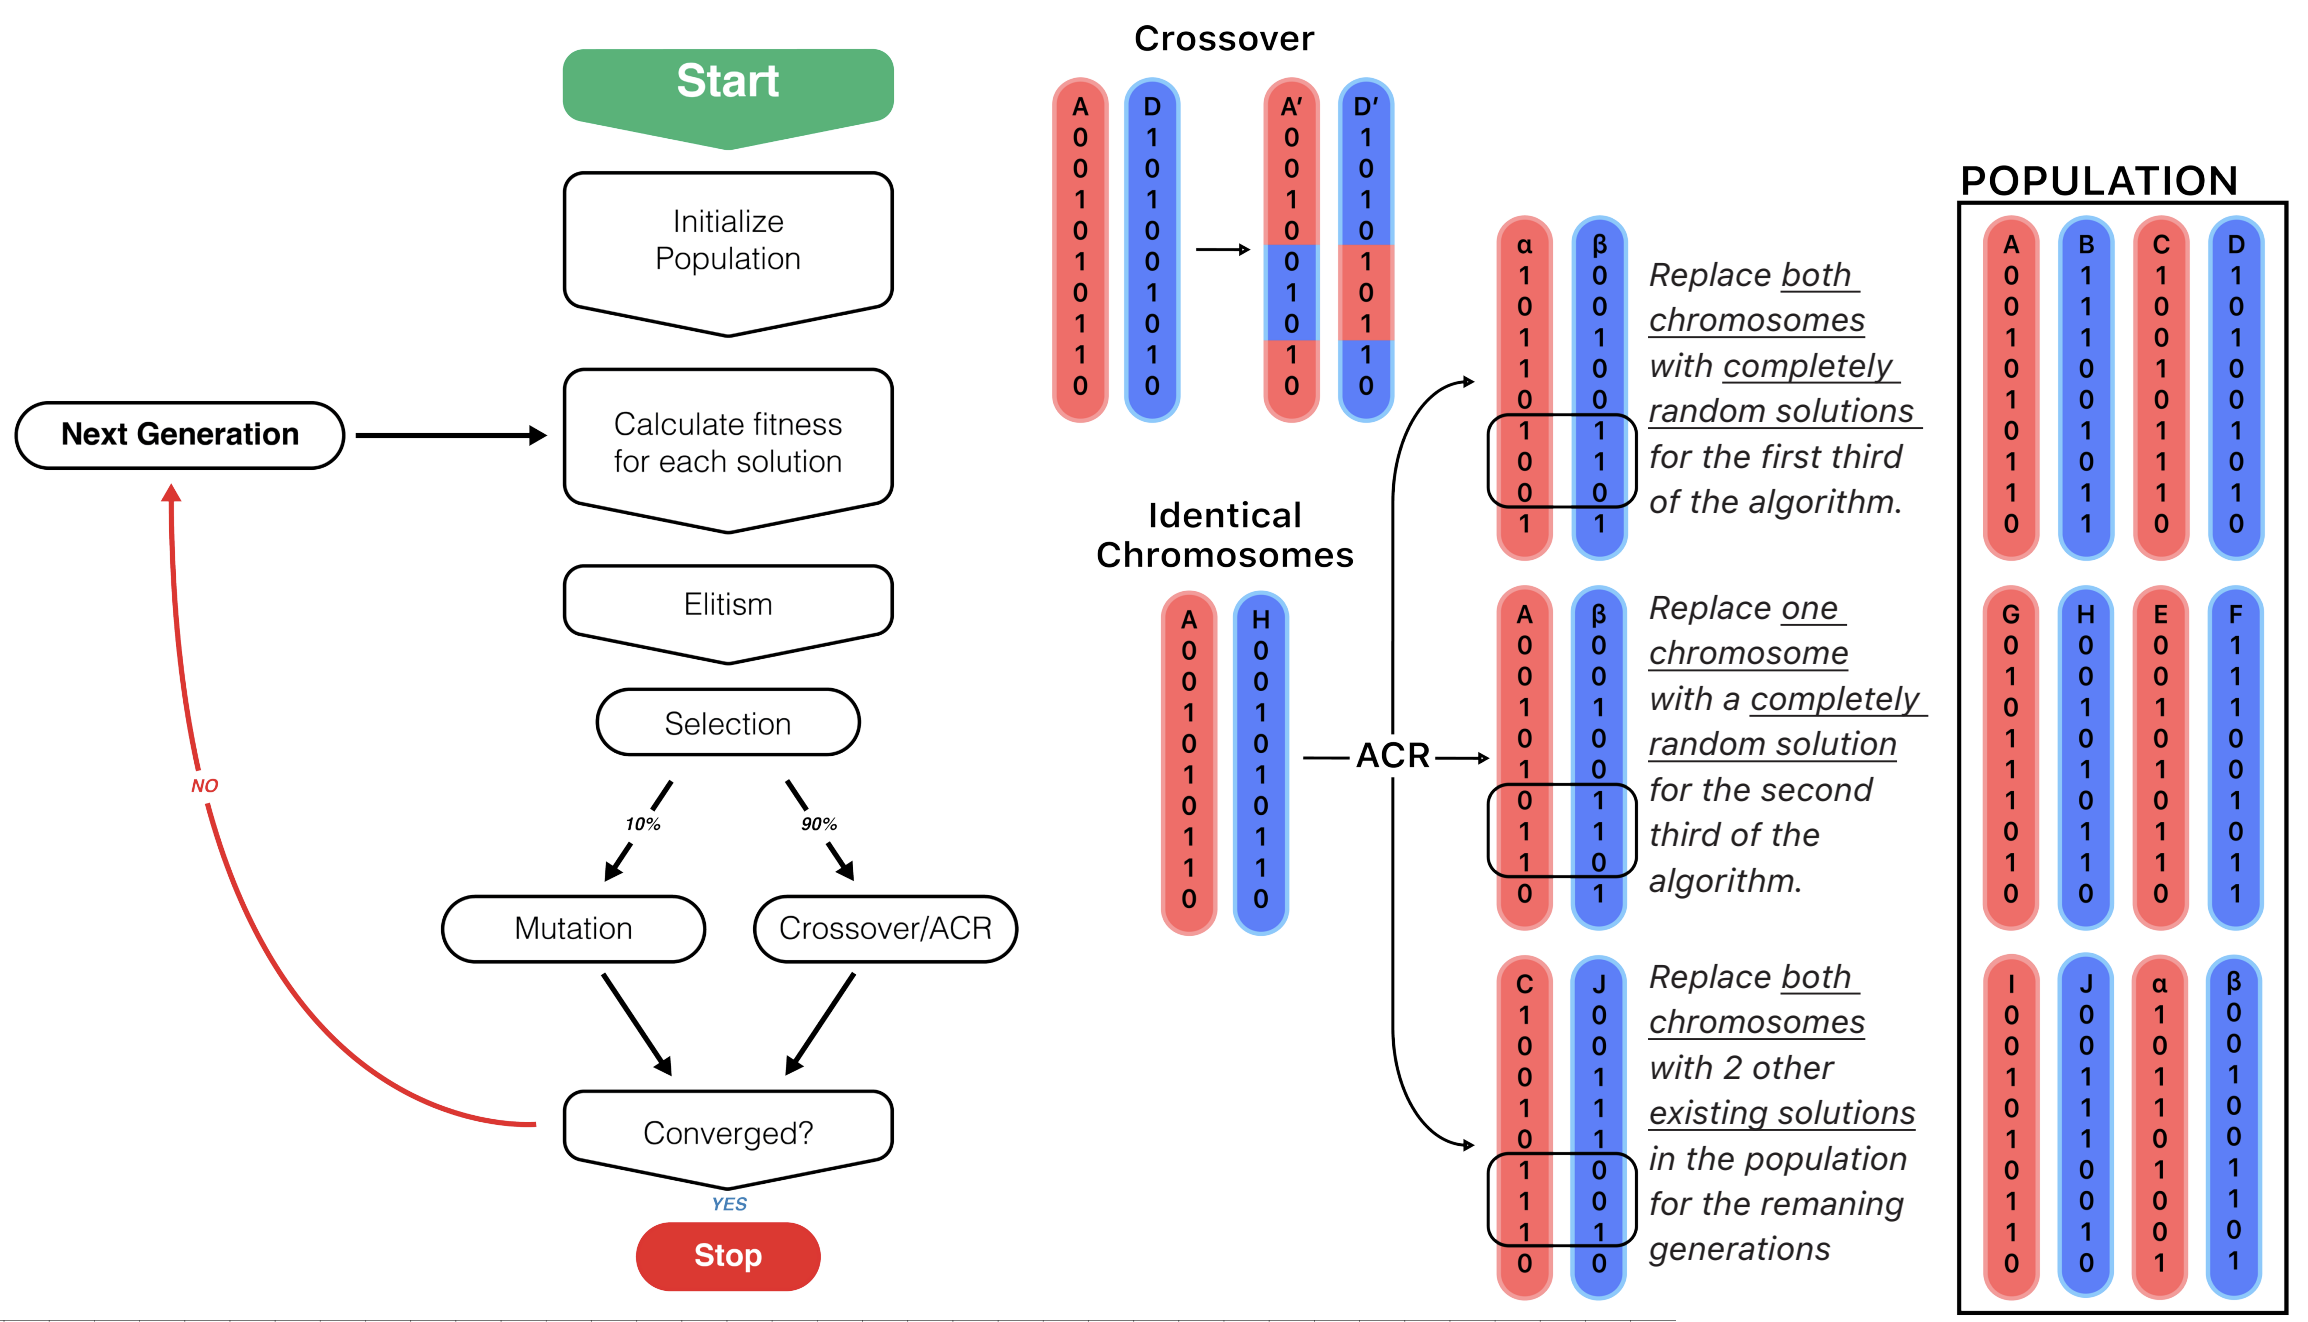 Start
Initialize
Population
Next Generation
Calculate fitness
for each solution
Elitism
Selection
10%
90%
Mutation
Crossover/ACR
NO
Converged?
YES
Stop
Crossover
A D A′ D′
0 1 0 1
0 0 0 0
1 1 1 1
0 0 0 0
1 0 0 1
0 1 1 0
1 0 0 1
1 1 1 1
0 0 0 0
Identical
Chromosomes
A H
0 0
0 0
1 1
0 0
1 1
0 0
1 1
1 1
0 0
ACR
α β
1 0
0 0
1 1
1 0
0 0
1 1
0 1
0 0
1 1
Replace both
chromosomes
with completely
random solutions
for the first third
of the algorithm.
A β
0 0
0 0
1 1
0 0
1 0
0 1
1 1
1 0
0 1
Replace one
chromosome
with a completely
random solution
for the second
third of the
algorithm.
C J
1 0
0 0
0 1
1 1
0 1
1 0
1 0
1 1
0 0
Replace both
chromosomes
with 2 other
existing solutions
in the population
for the remaning
generations
POPULATION
A B C D
0 1 1 1
0 1 0 0
1 1 0 1
0 0 1 0
1 0 0 0
0 1 1 1
1 0 1 0
1 1 1 1
0 1 0 0
G H E F
0 0 0 1
1 0 0 1
0 1 1 1
1 0 0 0
1 1 1 0
1 0 0 1
0 1 1 0
1 1 1 1
0 0 0 1
I J α β
0 0 1 0
0 0 0 0
1 1 1 1
0 1 1 0
1 1 0 0
0 0 1 1
1 0 0 1
1 1 0 0
0 0 1 1